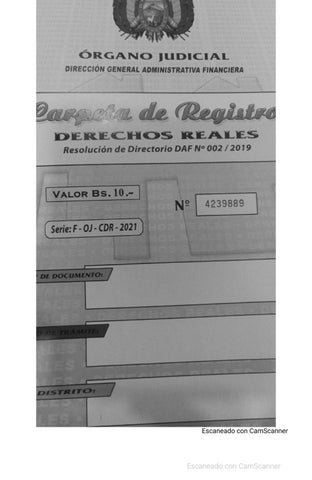 ÓRGANO JUDICIAL
DIRECCIÓN GENERAL ADMINISTRATIVA FINANCIERA
Carpeta de Registro
DERECHOS REALES
Resolución de Directorio DAF Nº 002 / 2019
VALOR Bs. 10.-
Nº 4239889
Serie: F - OJ - CDR - 2021
DE DOCUMENTO:
DE TRÁMITE:
DISTRITO:
Escaneado con CamScanner
Escaneado con CamScanner